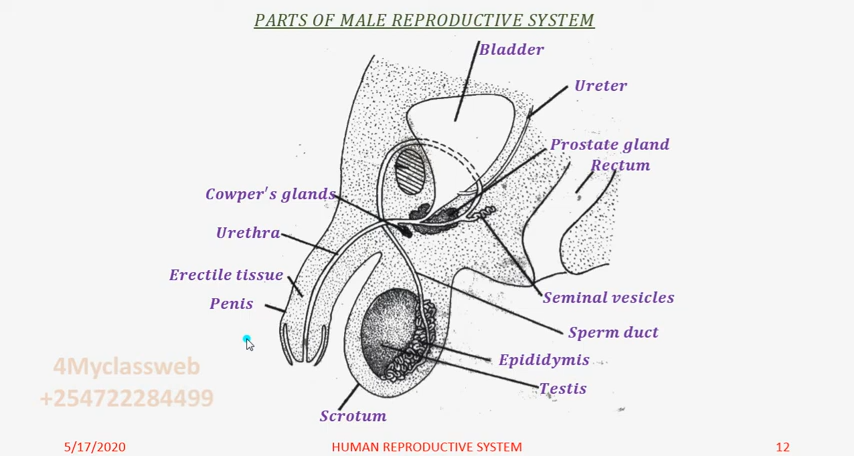 PARTS OF MALE REPRODUCTIVE SYSTEM
Bladder
Ureter
Prostate gland
Rectum
Cowper's glands
Urethra
Erectile tissue
Penis
Seminal vesicles
Sperm duct
Epididymis
Testis
Scrotum
4Myclassweb
+254722284499
5/17/2020
HUMAN REPRODUCTIVE SYSTEM
12